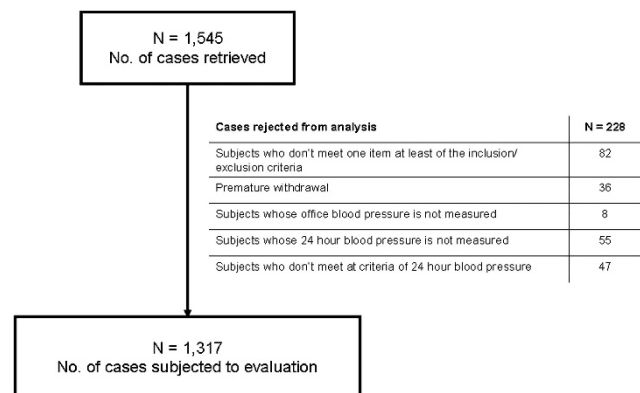 N = 1,545
No. of cases retrieved
Cases rejected from analysis N = 228
Subjects who don't meet one item at least of the inclusion/
exclusion criteria 82
Premature withdrawal 36
Subjects whose office blood pressure is not measured 8
Subjects whose 24 hour blood pressure is not measured 55
Subjects who don't meet at criteria of 24 hour blood pressure 47
N = 1,317
No. of cases subjected to evaluation